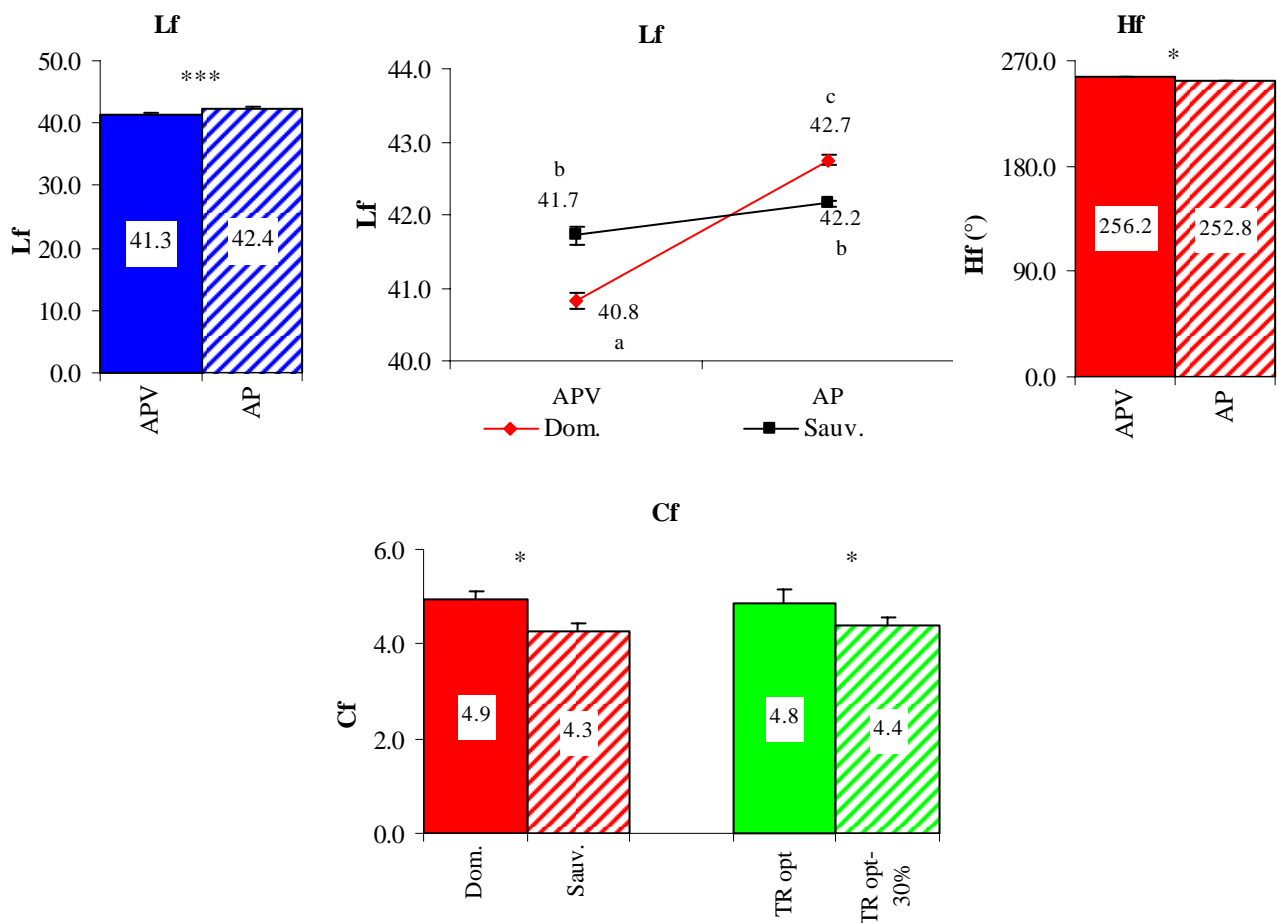 Lf
50.0
40.0
30.0
20.0
10.0
0.0
Lf
***
41.3
42.4
APV
AP
Lf
44.0
43.0
42.0
41.0
40.0
Lf
b
41.7
40.8
a
c
42.7
42.2
b
APV
AP
Dom.
Sauv.
Hf
270.0
180.0
90.0
0.0
Hf (°)
*
256.2
252.8
APV
AP
Cf
6.0
4.0
2.0
0.0
Cf
*
*
4.9
4.3
4.8
4.4
Dom.
Sauv.
TR opt
TR opt-
30%